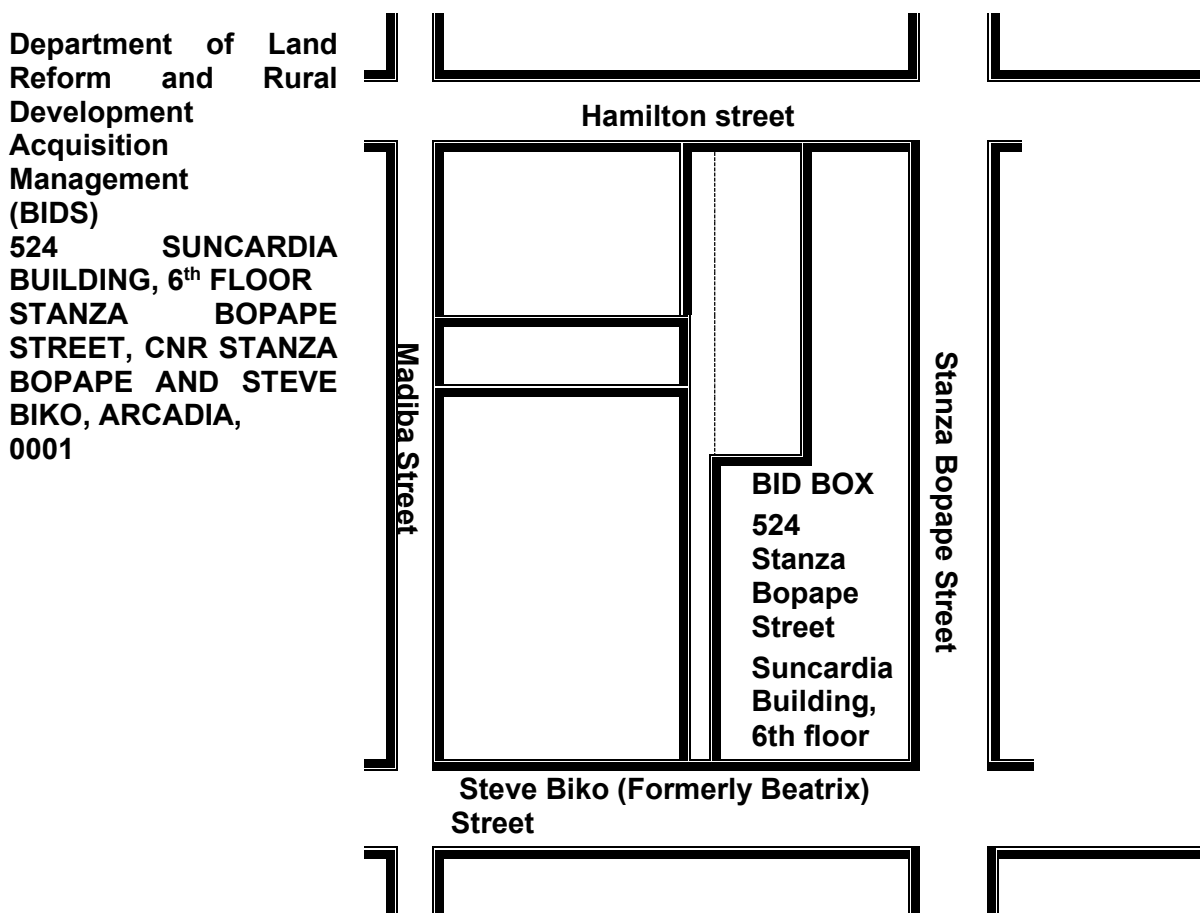 Department of Land
Reform and Rural
Development
Acquisition
Management
(BIDS)
524 SUNCARDIA
BUILDING, 6th FLOOR
STANZA BOPAPE
STREET, CNR STANZA
BOPAPE AND STEVE
BIKO, ARCADIA,
0001
Hamilton street
Madiba Street
Stanza Bopape Street
BID BOX
524
Stanza
Bopape
Street
Suncardia
Building,
6th floor
Steve Biko (Formerly Beatrix)
Street